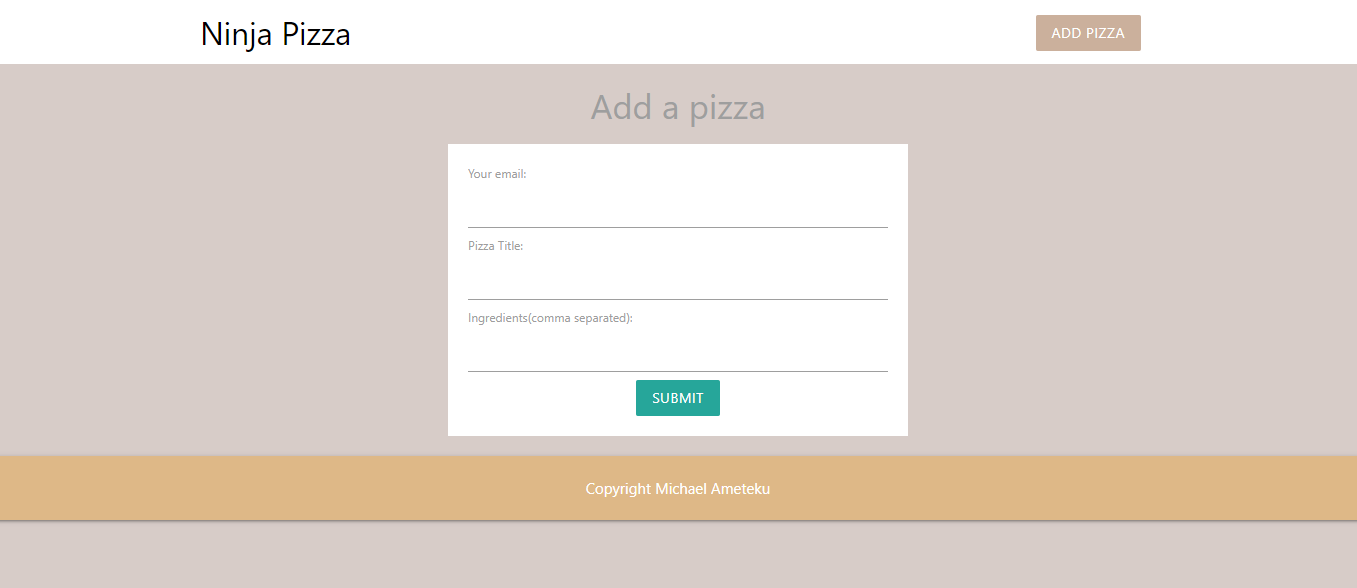 Ninja Pizza
ADD PIZZA
Add a pizza
Your email:
Pizza Title:
Ingredients(comma separated):
SUBMIT
Copyright Michael Ameteku